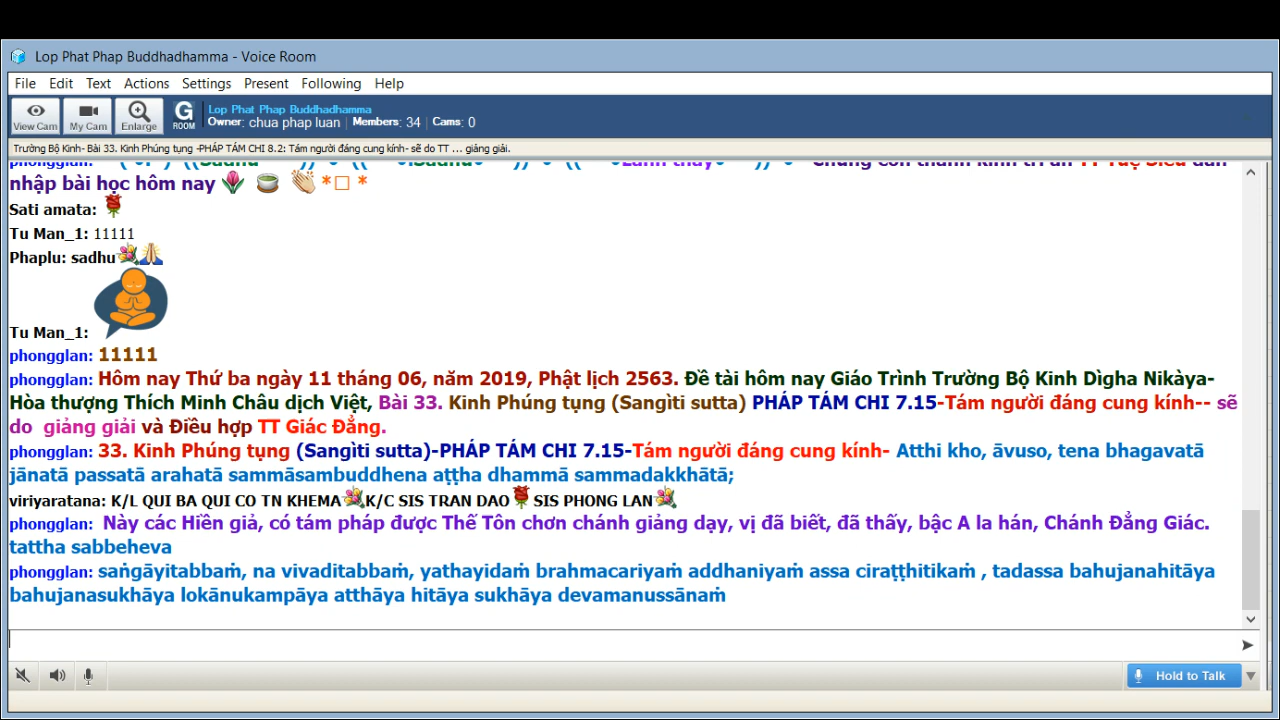 Lop Phat Phap Buddhadhamma - Voice Room
File Edit Text Actions Settings Present Following Help
View Cam My Cam Enlarge G ROOM
Lop Phat Phap Buddhadhamma
Owner: chua phap luan | Members: 34 | Cams: 0
Trường Bộ Kinh- Bài 33. Kinh Phúng tụng -PHÁP TÁM CHI 8.2: Tám người đáng cung kính- sẽ do TT ... giảng giải.
nhập bài học hôm nay
Sati amata:
Tu Man_1: 11111
Phaplu: sadhu
Tu Man_1:
phongglan: 11111
phongglan: Hôm nay Thứ ba ngày 11 tháng 06, năm 2019, Phật lịch 2563. Đề tài hôm nay Giáo Trình Trường Bộ Kinh Dìgha Nikàya-
Hòa thượng Thích Minh Châu dịch Việt, Bài 33. Kinh Phúng tụng (Sangìti sutta) PHÁP TÁM CHI 7.15-Tám người đáng cung kính-- sẽ
do giảng giải và Điều hợp TT Giác Đẳng.
phongglan: 33. Kinh Phúng tụng (Sangìti sutta)-PHÁP TÁM CHI 7.15-Tám người đáng cung kính- Atthi kho, āvuso, tena bhagavatā
jānatā passatā arahatā sammāsambuddhena aṭṭha dhammā sammadakkhātā;
viriyaratana: K/L QUI BA QUI CO TN KHEMA K/C SIS TRAN DAO SIS PHONG LAN
phongglan: Này các Hiền giả, có tám pháp được Thế Tôn chơn chánh giảng dạy, vị đã biết, đã thấy, bậc A la hán, Chánh Đẳng Giác.
tattha sabbeheva
phongglan: saṅgāyitabbaṁ, na vivaditabbaṁ, yathayidaṁ brahmacariyaṁ addhaniyaṁ assa ciraṭṭhitikaṁ , tadassa bahujanahitāya
bahujanasukhāya lokānukampāya atthāya hitāya sukhāya devamanussānaṁ
Hold to Talk